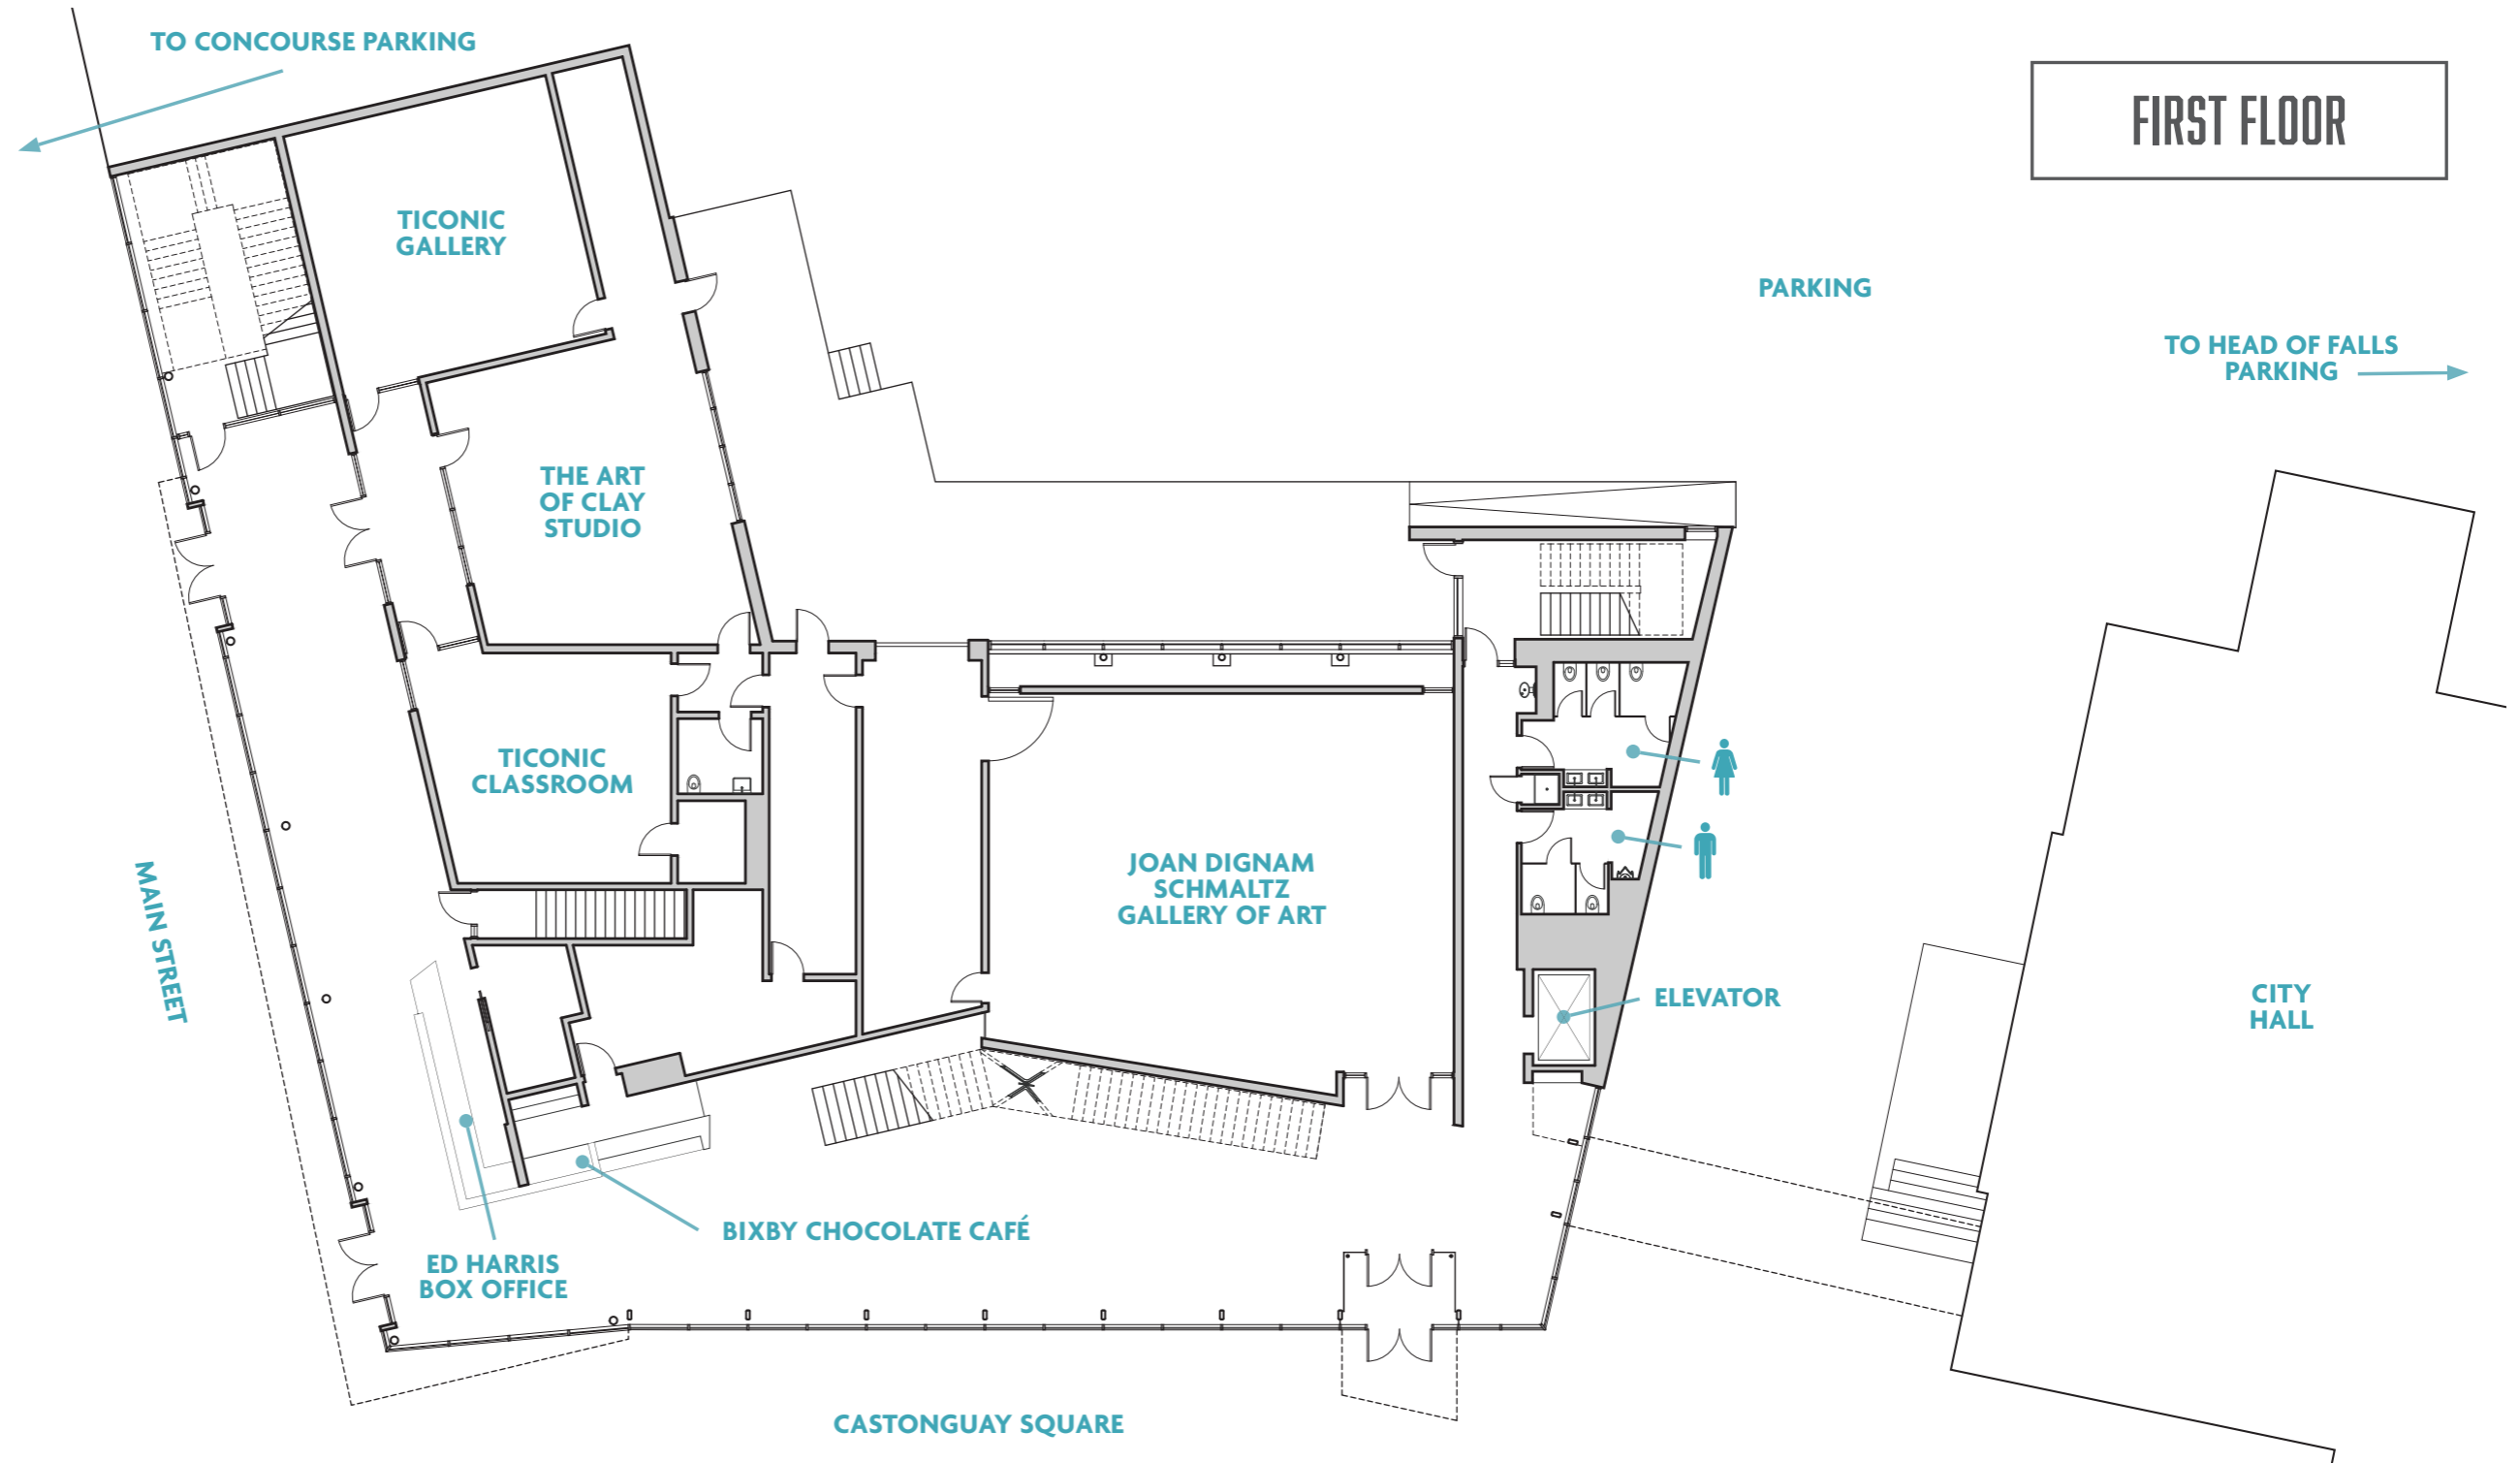 TO CONCOURSE PARKING
FIRST FLOOR
TICONIC
GALLERY
PARKING
TO HEAD OF FALLS
PARKING
THE ART
OF CLAY
STUDIO
TICONIC
CLASSROOM
JOAN DIGNAM
SCHMALTZ
GALLERY OF ART
MAIN STREET
ELEVATOR
CITY
HALL
BIXBY CHOCOLATE CAFÉ
ED HARRIS
BOX OFFICE
CASTONGUAY SQUARE